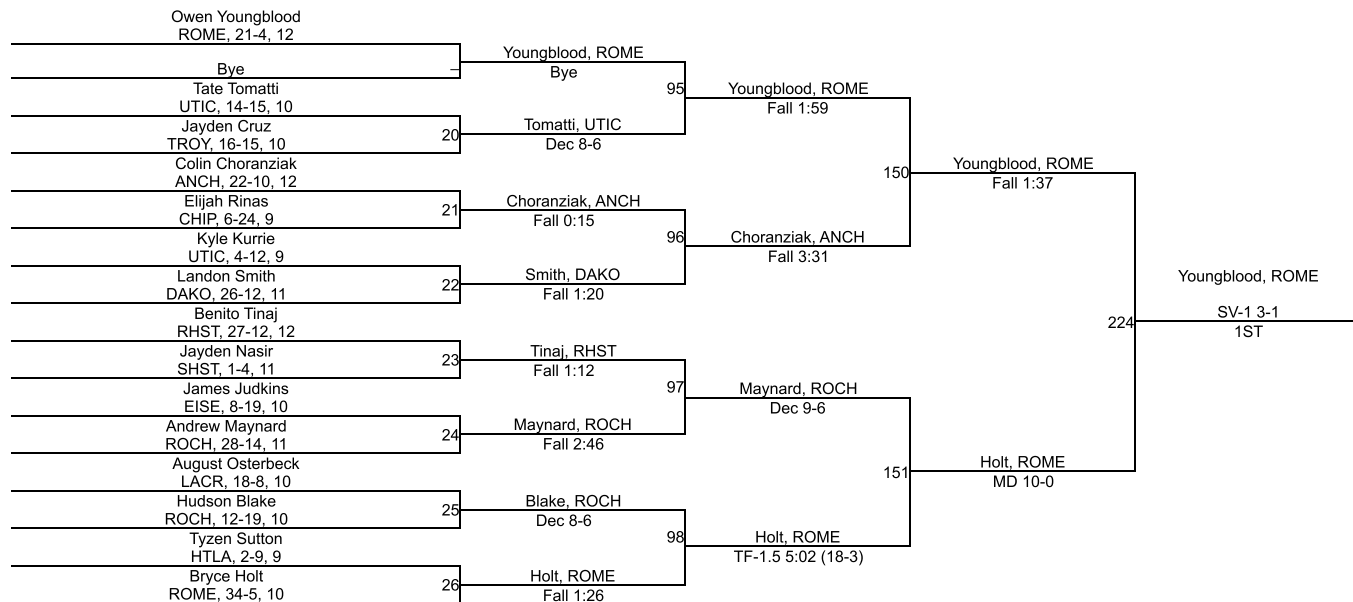 Owen Youngblood
ROME, 21-4, 12
Bye
Tate Tomatti
UTIC, 14-15, 10
Jayden Cruz
TROY, 16-15, 10
20
Colin Choranziak
ANCH, 22-10, 12
Elijah Rinas
CHIP, 6-24, 9
21
Kyle Kurrie
UTIC, 4-12, 9
Landon Smith
DAKO, 26-12, 11
22
Benito Tinaj
RHST, 27-12, 12
Jayden Nasir
SHST, 1-4, 11
23
James Judkins
EISE, 8-19, 10
Andrew Maynard
ROCH, 28-14, 11
24
August Osterbeck
LACR, 18-8, 10
Hudson Blake
ROCH, 12-19, 10
25
Tyzen Sutton
HTLA, 2-9, 9
Bryce Holt
ROME, 34-5, 10
26
Youngblood, ROME
Bye
95
Tomatti, UTIC
Dec 8-6
Choranziak, ANCH
Fall 0:15
96
Smith, DAKO
Fall 1:20
Tinaj, RHST
Fall 1:12
97
Maynard, ROCH
Fall 2:46
Blake, ROCH
Dec 8-6
98
Holt, ROME
Fall 1:26
Youngblood, ROME
Fall 1:59
150
Choranziak, ANCH
Fall 3:31
Maynard, ROCH
Dec 9-6
151
Holt, ROME
TF-1.5 5:02 (18-3)
Youngblood, ROME
Fall 1:37
224
Holt, ROME
MD 10-0
Youngblood, ROME
SV-1 3-1
1ST